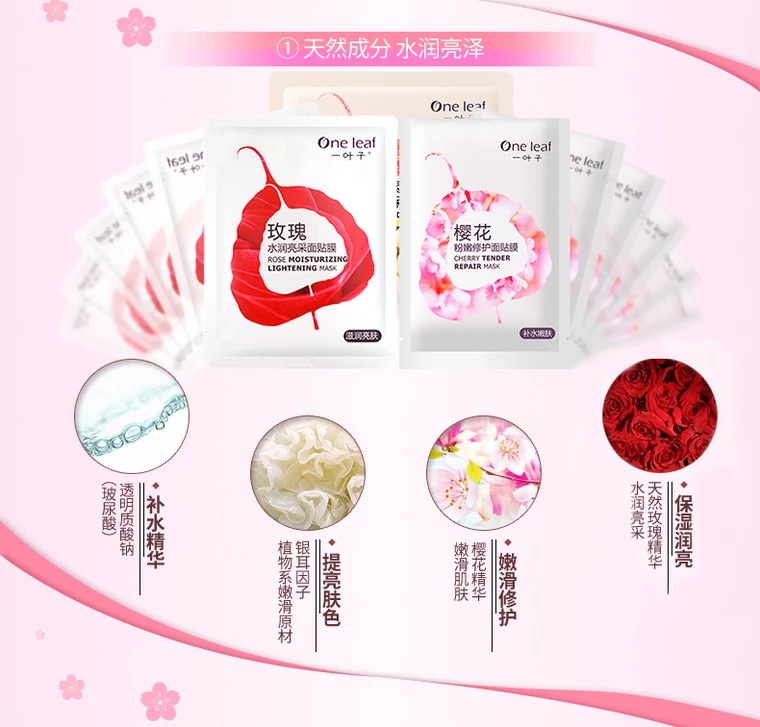 ① 天然成分 水润亮泽
One leaf
One leaf
一叶子
One leaf
一叶子
One leaf
玫瑰
水润亮采面贴膜
ROSE MOISTURIZING
LIGHTENING MASK
滋润亮肤
樱花
粉嫩修护面贴膜
CHERRY TENDER
REPAIR MASK
补水嫩肤
补水精华
透明质酸钠
（玻尿酸）
提亮肤色
银耳因子
植物系嫩滑原材
嫩滑修护
樱花精华
嫩滑肌肤
保湿润亮
天然玫瑰精华
水润亮采